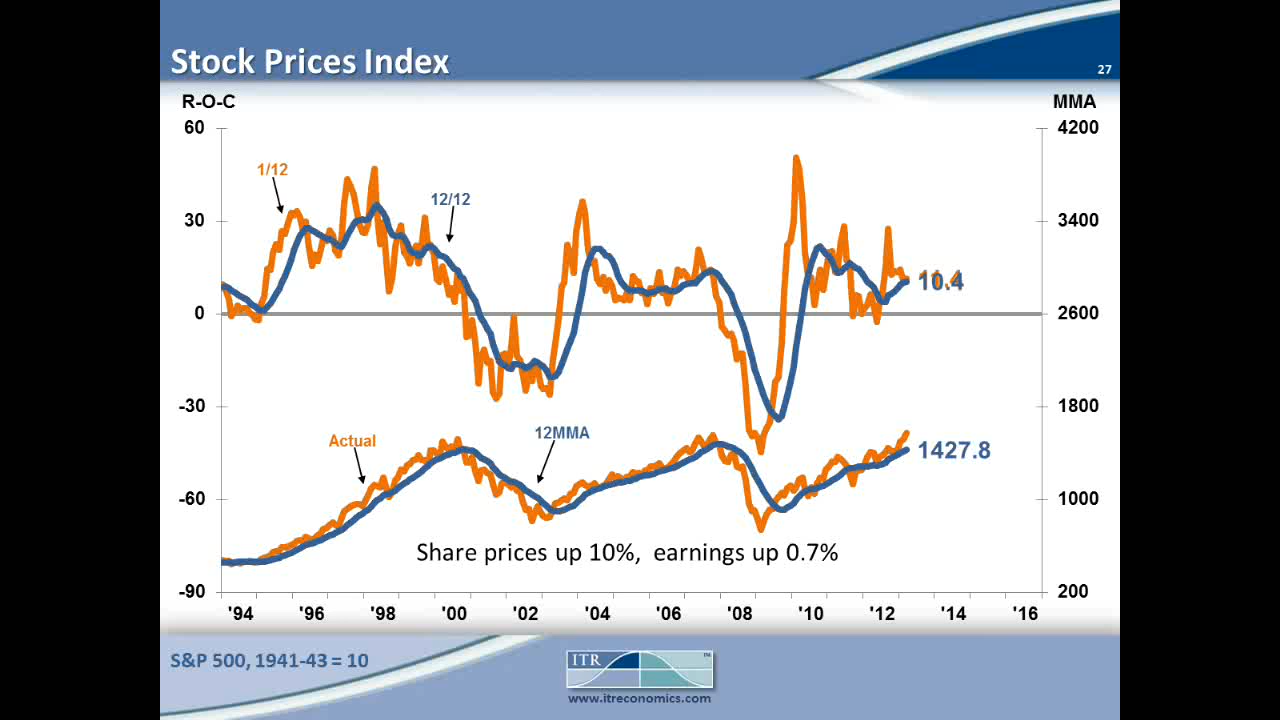 Stock Prices Index
27
R-O-C
MMA
60
4200
1/12
12/12
30
3400
10.4
0
2600
-30
1800
Actual
12MMA
1427.8
-60
1000
Share prices up 10%, earnings up 0.7%
-90
200
'94 '96 '98 '00 '02 '04 '06 '08 '10 '12 '14 '16
S&P 500, 1941-43 = 10
ITR
TM
www.itreconomics.com